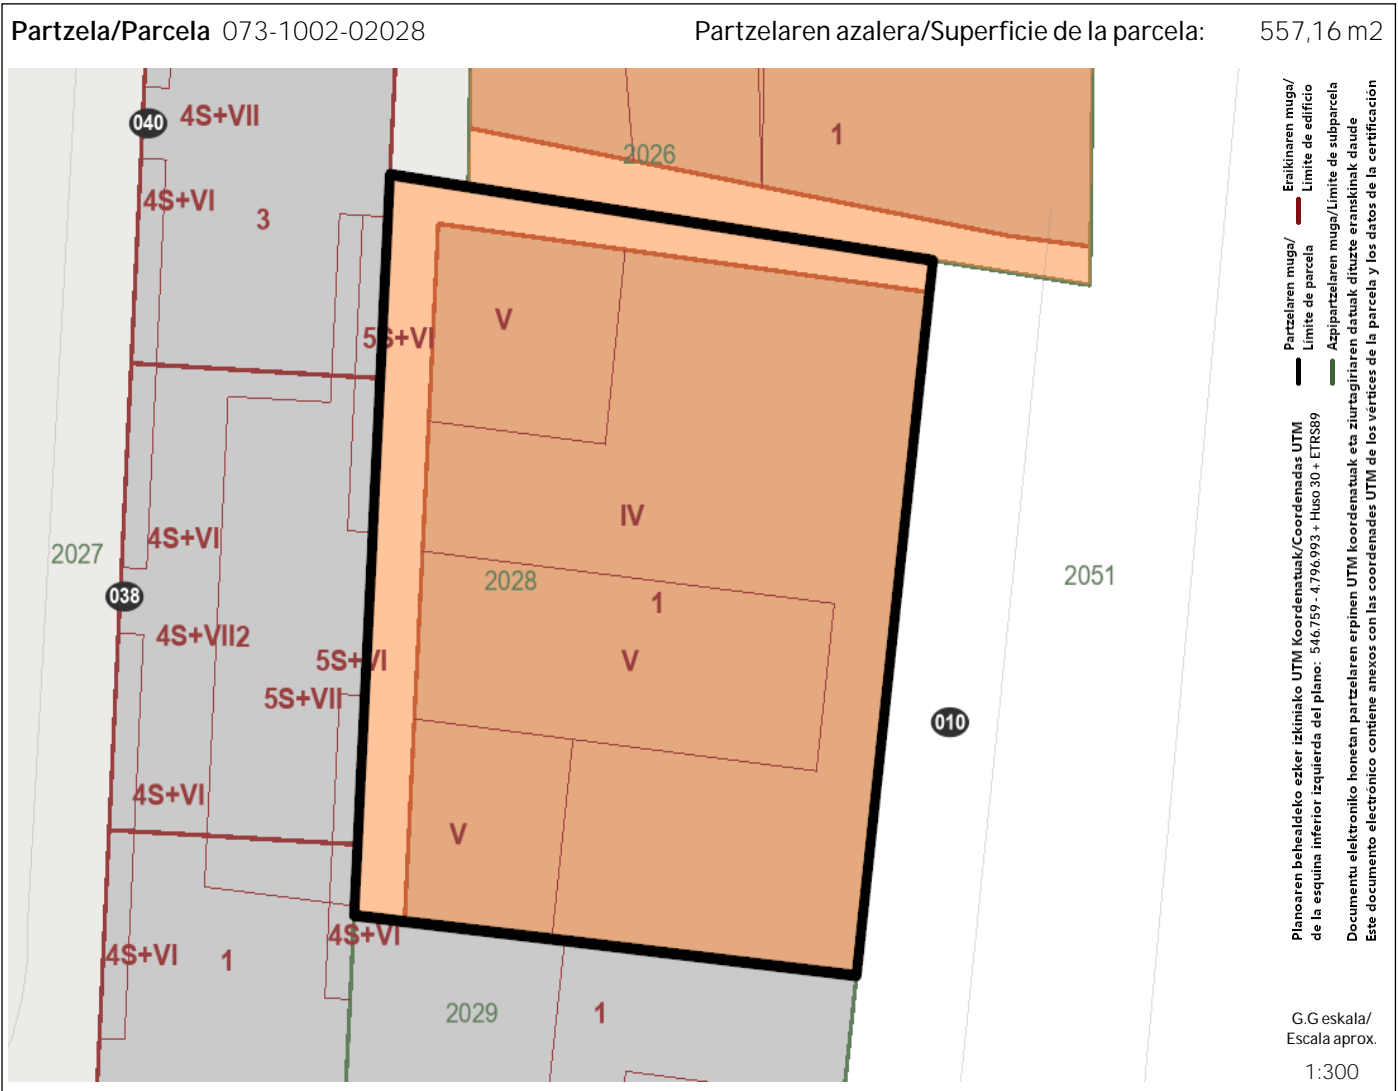 Partzela/Parcela 073-1002-02028
Partzelaren azalera/Superficie de la parcela: 557,16 m2
040
4S+VII
1
2026
4S+VI
3
V
5S+VI
IV
4S+VI
2027
2028
2051
038
1
4S+VII2
5S+VI
V
5S+VII
010
4S+VI
V
4S+VI
4S+VI
1
2029
1
Partzelaren muga/
Límite de parcela
Eraikinaren muga/
Límite de edificio
Azpipartzelaren muga/Límite de subparcela
Planoaren behealdeko ezker izkiniako UTM Koordenatuak/Coordenadas UTM
de la esquina inferior izquierda del plano: 546.759 - 4.796.993 + Huso 30 + ETRS89
Documentu elektroniko honetan partzelaren erpinen UTM koordenatuak eta ziurtagiriaren datuak dituzte eranskinak daude
Este documento electrónico contiene anexos con las coordenades UTM de los vértices de la parcela y los datos de la certificación
G.G eskala/
Escala aprox.
1:300